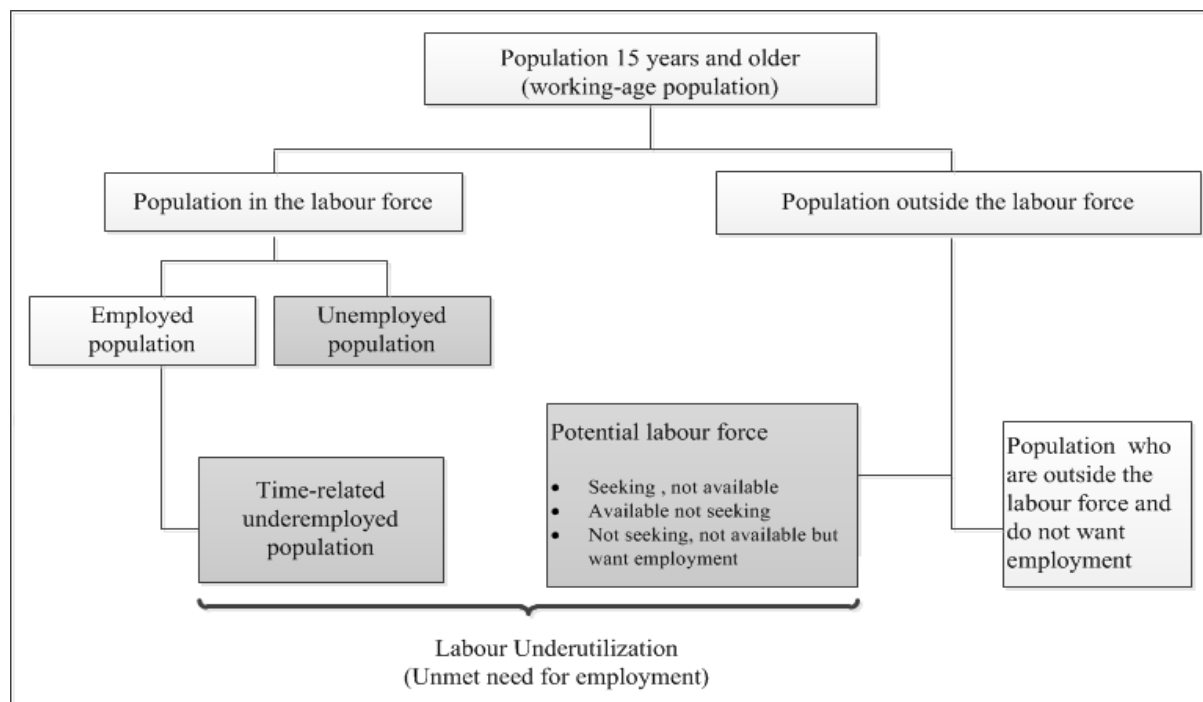 Population 15 years and older
(working-age population)
Population in the labour force
Population outside the labour force
Employed
population
Unemployed
population
Time-related
underemployed
population
Potential labour force
• Seeking , not available
• Available not seeking
• Not seeking, not available but
want employment
Population who
are outside the
labour force and
do not want
employment
Labour Underutilization
(Unmet need for employment)